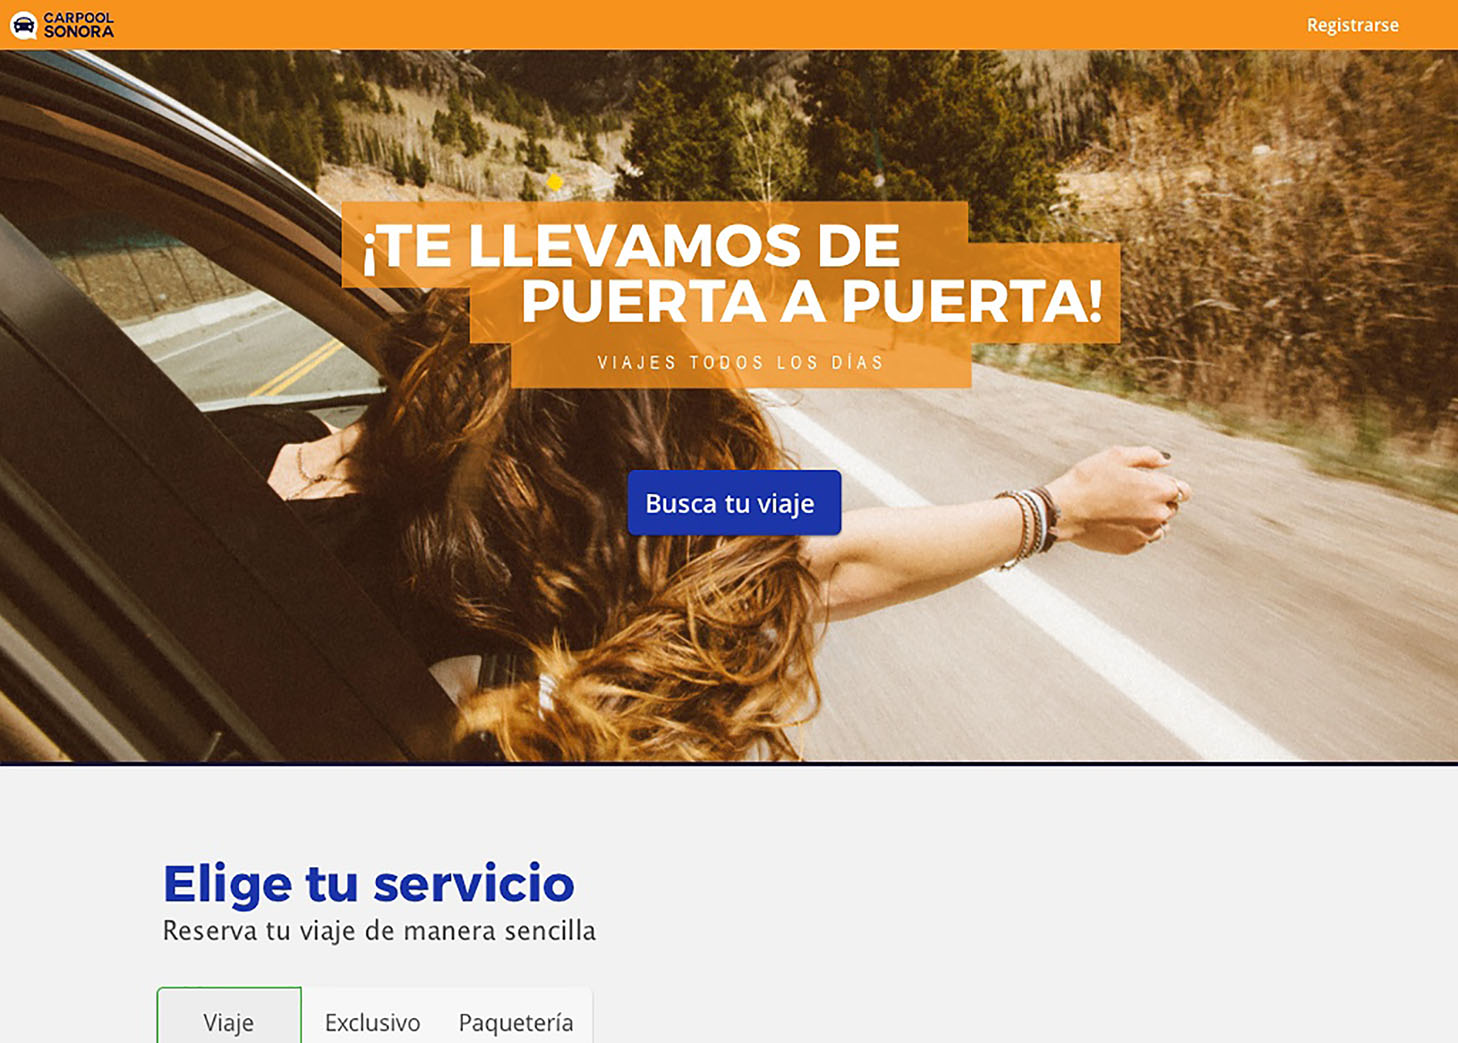 CARPOOL
SONORA
Registrarse
¡TE LLEVAMOS DE
PUERTA A PUERTA!
VIAJES TODOS LOS DÍAS
Busca tu viaje
Elige tu servicio
Reserva tu viaje de manera sencilla
Viaje Exclusivo Paquetería